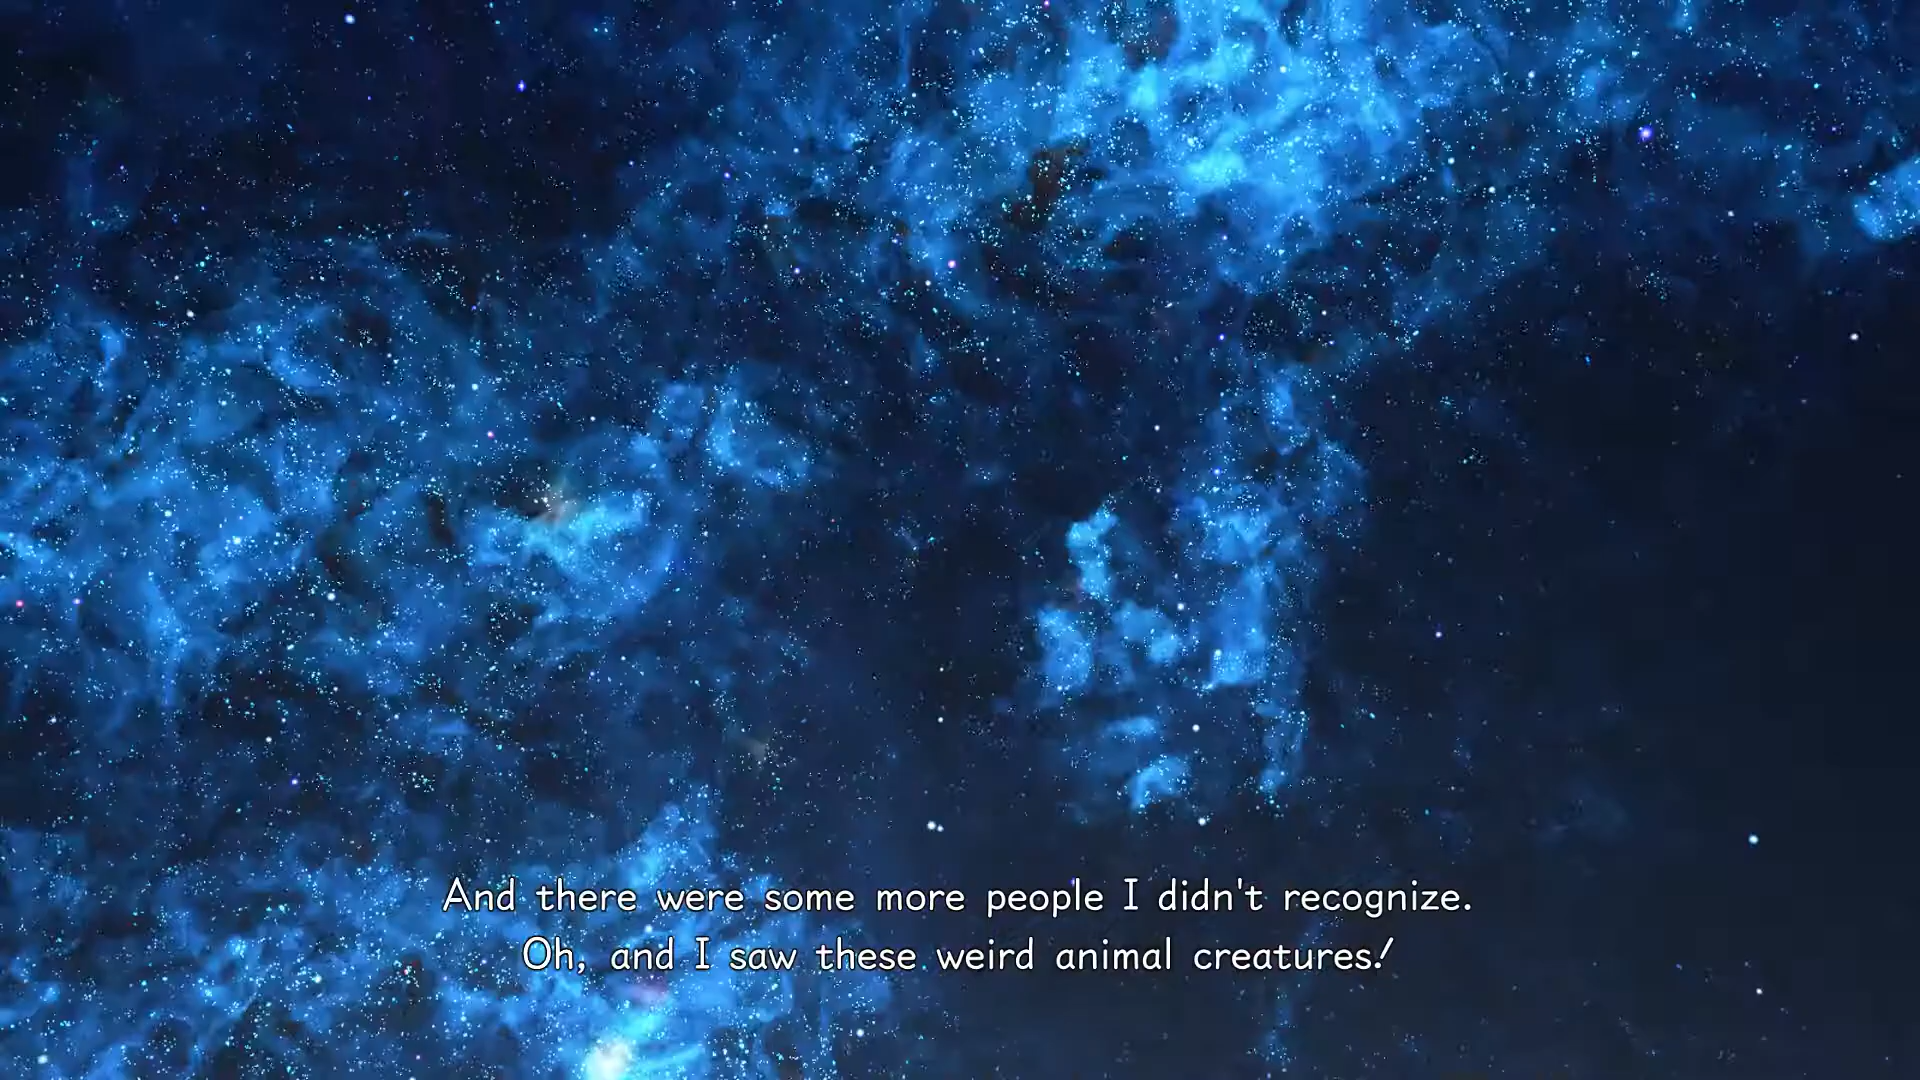 And there were some more people I didn't recognize.
Oh, and I saw these weird animal creatures!